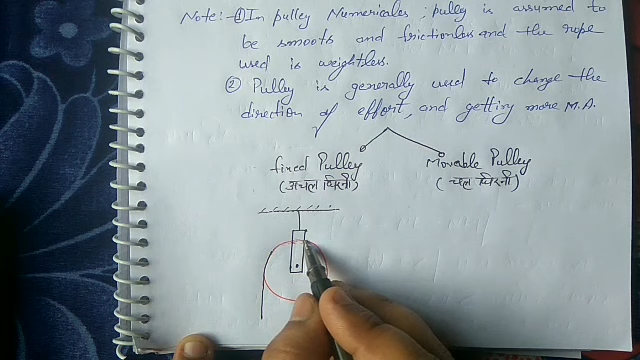 Note:- ① In pulley Numericales, pully is assumed to
be smooth and frictionless and the rope
used is weightless.
② Pulley is generally used to change the
direction of effort, and getting more M.A.
fixed Pulley
(अचल घिरनी)
Movable Pulley
(चल घिरनी)